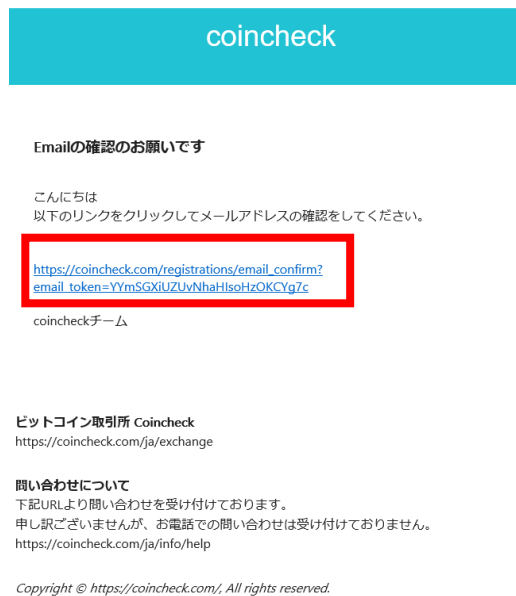 coincheck
Emailの確認のお願いです
こんにちは
以下のリンクをクリックしてメールアドレスの確認をしてください。
https://coincheck.com/registrations/email_confirm?
email_token=YYmSGXiUZUvNhaHIsoHzOKCYg7c
coincheckチーム
ビットコイン取引所 Coincheck
https://coincheck.com/ja/exchange
問い合わせについて
下記URLより問い合わせを受け付けております。
申し訳ございませんが、お電話での問い合わせは受け付けておりません。
https://coincheck.com/ja/info/help
Copyright © https://coincheck.com/, All rights reserved.